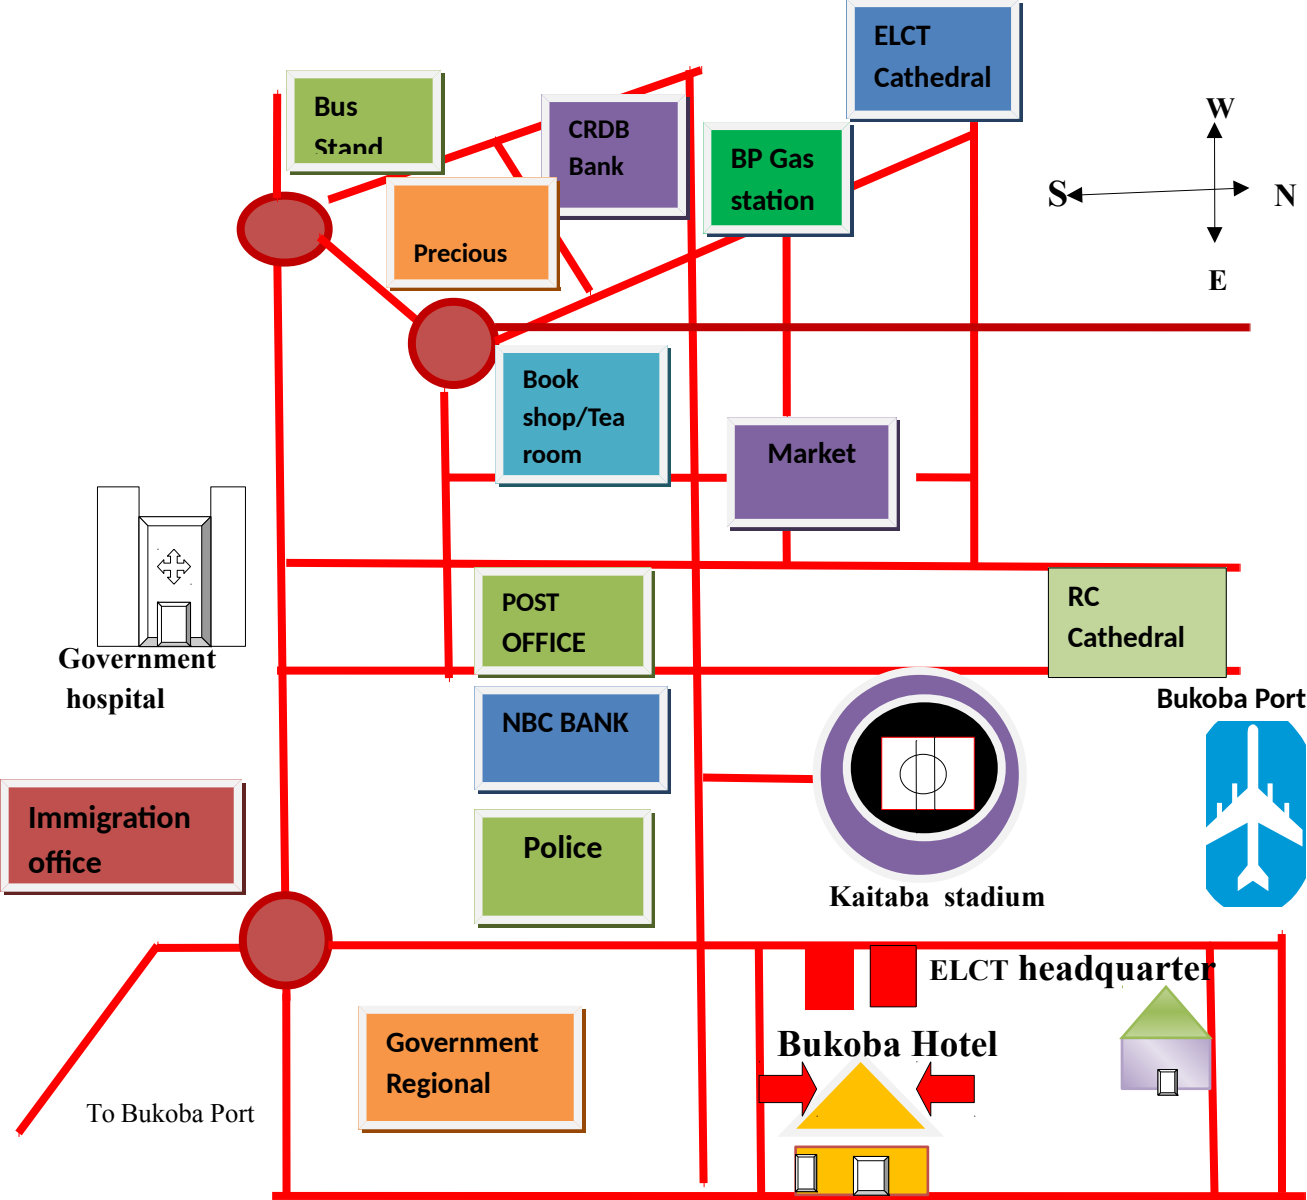 ELCT
Cathedral
Bus
Stand
CRDB
Bank
BP Gas
station
W
S
N
E
Precious
Book
shop/Tea
room
Market
POST
OFFICE
RC
Cathedral
Government
hospital
Bukoba Port
NBC BANK
Immigration
office
Police
Kaitaba stadium
ELCT headquarter
Government
Regional
Bukoba Hotel
To Bukoba Port